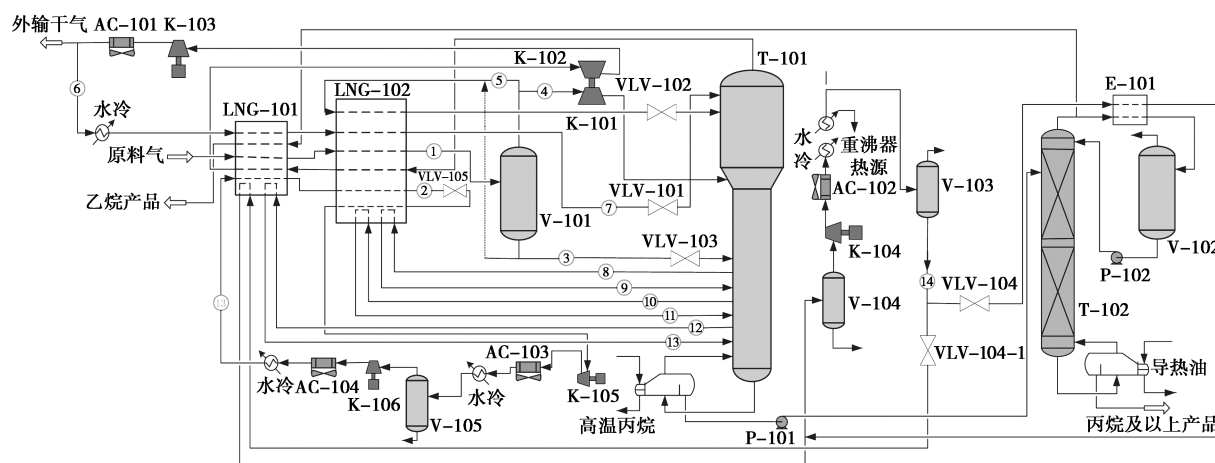 外输干气 AC-101 K-103
K-102
T-101
⑤
④
VLV-102
E-101
⑥
水冷
LNG-101
LNG-102
K-101
水冷
重沸器
热源
原料气
①
VLV-105
②
VLV-101
AC-102
V-103
乙烷产品
V-101
⑦
K-104
V-102
③
VLV-103
P-102
⑧
⑭
VLV-104
⑨
V-104
⑩
T-102
⑪
⑫
⑬
VLV-104-1
水冷
AC-104
水冷
AC-103
K-105
导热油
K-106
V-105
高温丙烷
P-101
丙烷及以上产品